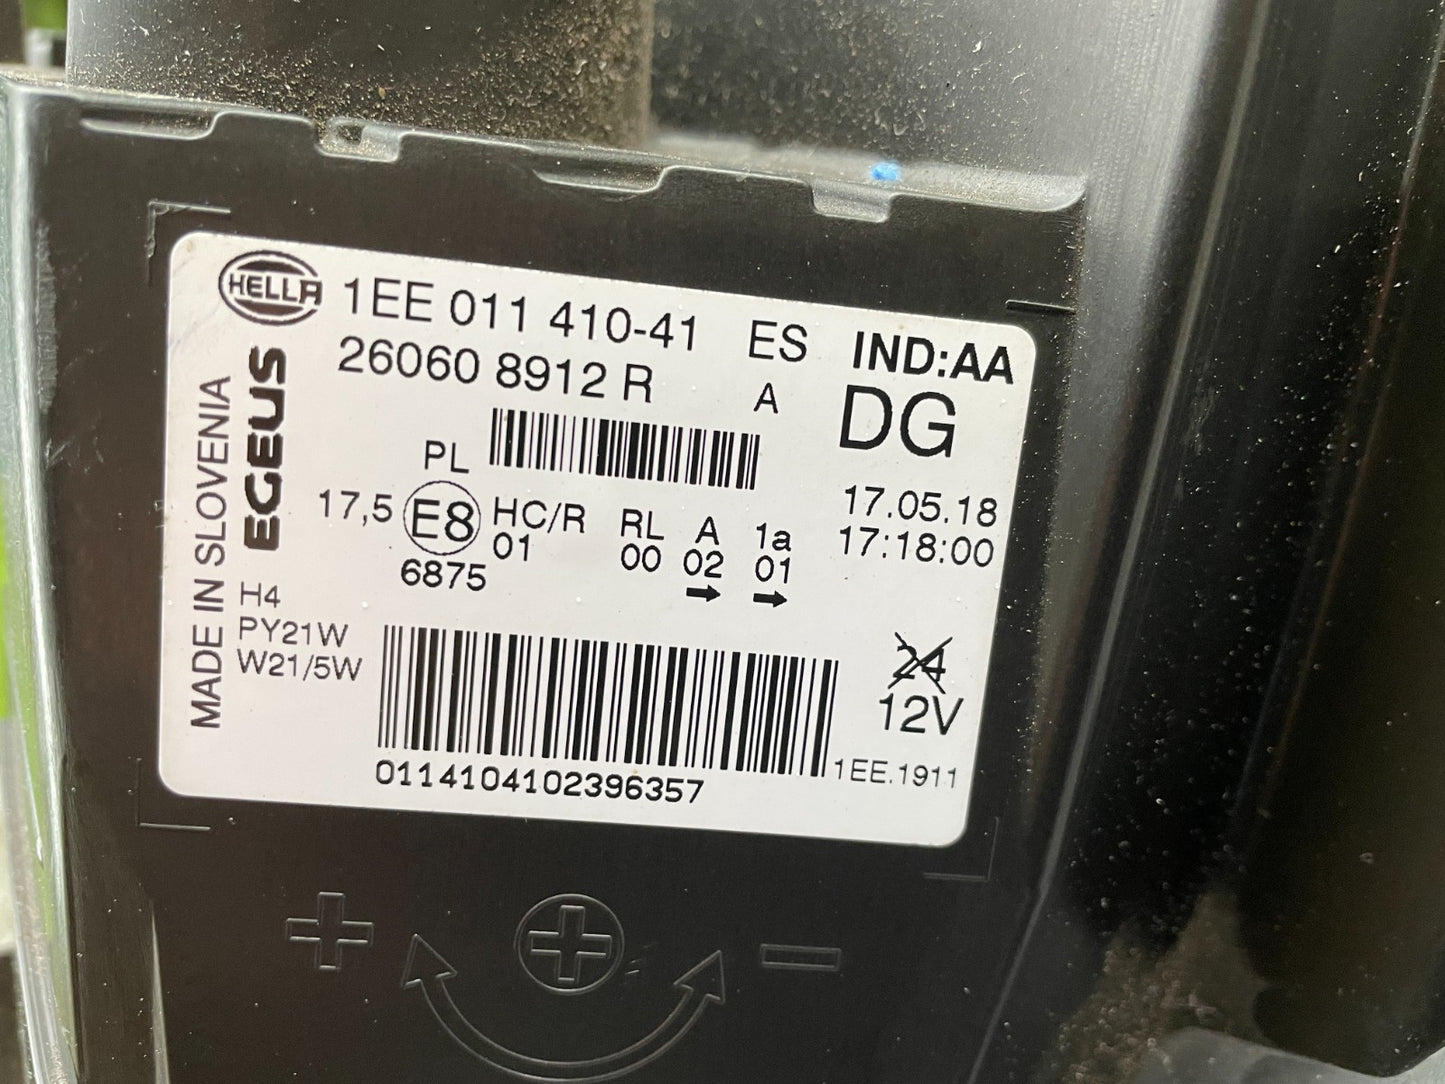 HELLA 1EE 011 410-41 ES IND:AA
26060 8912 R A DG
MADE IN SLOVENIA
EGEUS
PL
17,5 E8 HC/R RL A 1a 17.05.18
01 00 02 01 17:18:00
6875 → →
H4
PY21W
W21/5W
24
12V
1EE.1911
0114104102396357